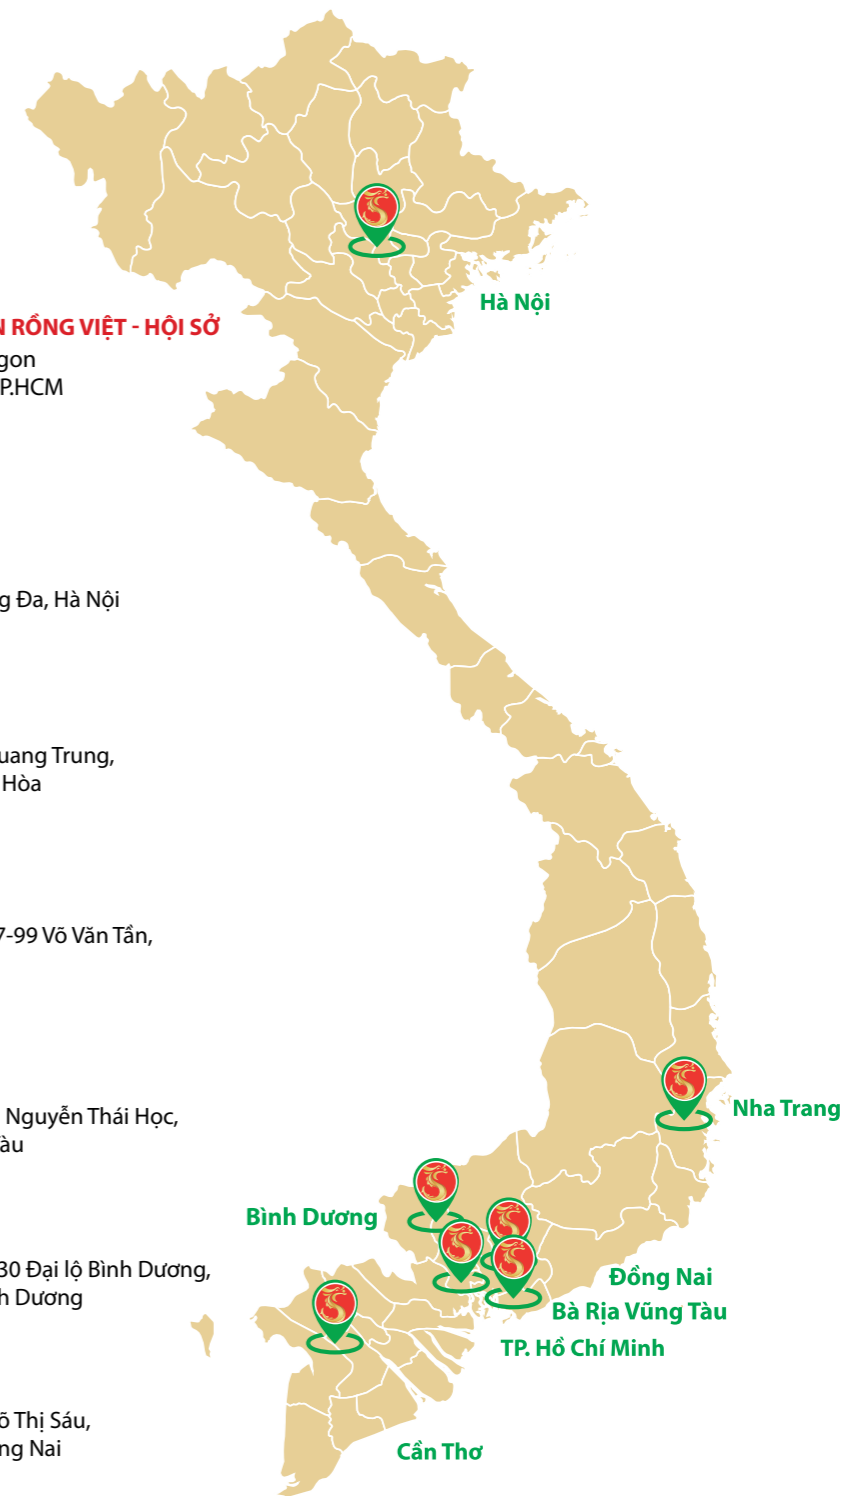 N RỒNG VIỆT - HỘI SỞ
gon
P.HCM
g Đa, Hà Nội
uang Trung,
Hòa
7-99 Võ Văn Tần,
Nguyễn Thái Học,
àu
30 Đại lộ Bình Dương,
h Dương
õ Thị Sáu,
ng Nai
Hà Nội
Nha Trang
Bình Dương
Đồng Nai
Bà Rịa Vũng Tàu
TP. Hồ Chí Minh
Cần Thơ